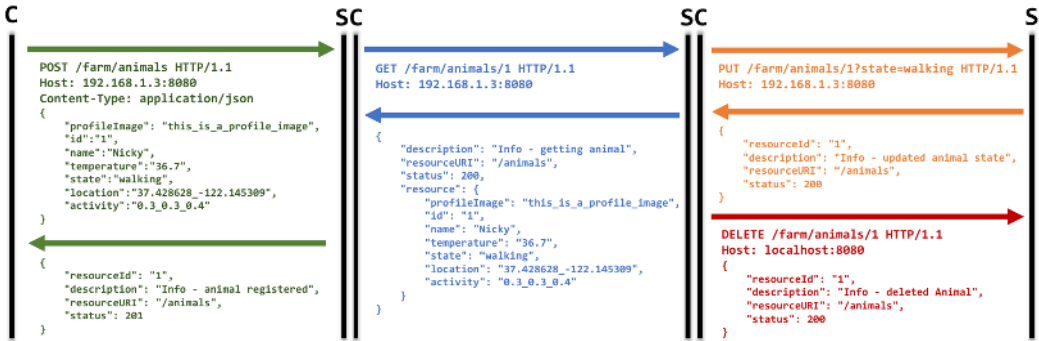 C
SC
SC
S
POST /farm/animals HTTP/1.1
Host: 192.168.1.3:8080
Content-Type: application/json
{
"profileImage": "this_is_a_profile_image",
"id":"1",
"name":"Nicky",
"temperature":"36.7",
"state":"walking",
"location":"37.428628_-122.145309",
"activity":"0.3_0.3_0.4"
}
{
"resourceId": "1",
"description": "Info - animal registered",
"resourceURI": "/animals",
"status": 201
}
GET /farm/animals/1 HTTP/1.1
Host: 192.168.1.3:8080
{
"description": "Info - getting animal",
"resourceURI": "/animals",
"status": 200,
"resource": {
"profileImage": "this_is_a_profile_image",
"id": "1",
"name": "Nicky",
"temperature": "36.7",
"state": "walking",
"location": "37.428628_-122.145309",
"activity": "0.3_0.3_0.4"
}
}
PUT /farm/animals/1?state=walking HTTP/1.1
Host: 192.168.1.3:8080
{
"resourceId": "1",
"description": "Info - updated animal state",
"resourceURI": "/animals",
"status": 200
}
DELETE /farm/animals/1 HTTP/1.1
Host: localhost:8080
{
"resourceId": "1",
"description": "Info - deleted Animal",
"resourceURI": "/animals",
"status": 200
}